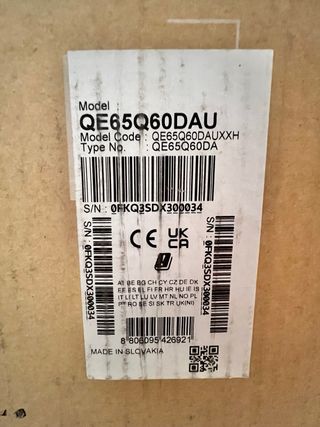 Model :
QE65Q60DAU
Model Code : QE65Q60DAUXXH
Type No. : QE65Q60DA
S/N : 0FKQ3SDX300034
S/N : 0FKQ3SDX300034
S/N : 0FKQ3SDX300034
CE UK
CA
AT BE BG CH CY CZ DE DK
EE ES EL FI FR HR HU IE IS
IT LI LT LU LV MT NL NO PL
PT RO SE SI SK TR UK(NI)
8 806095 426921
MADE IN SLOVAKIA